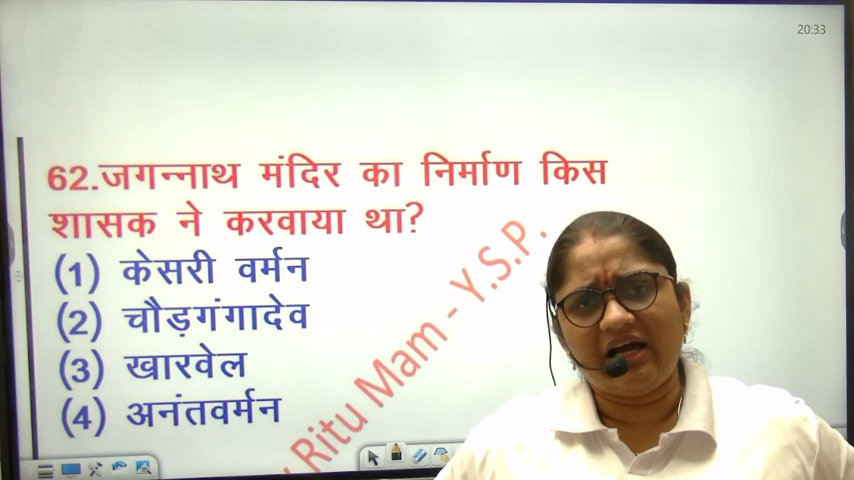 20:33
62.जगन्नाथ मंदिर का निर्माण किस
शासक ने करवाया था?
(1) केसरी वर्मन
(2) चौड़गंगादेव
(3) खारवेल
(4) अनंतवर्मन
Ritu Mam - Y.S.P.